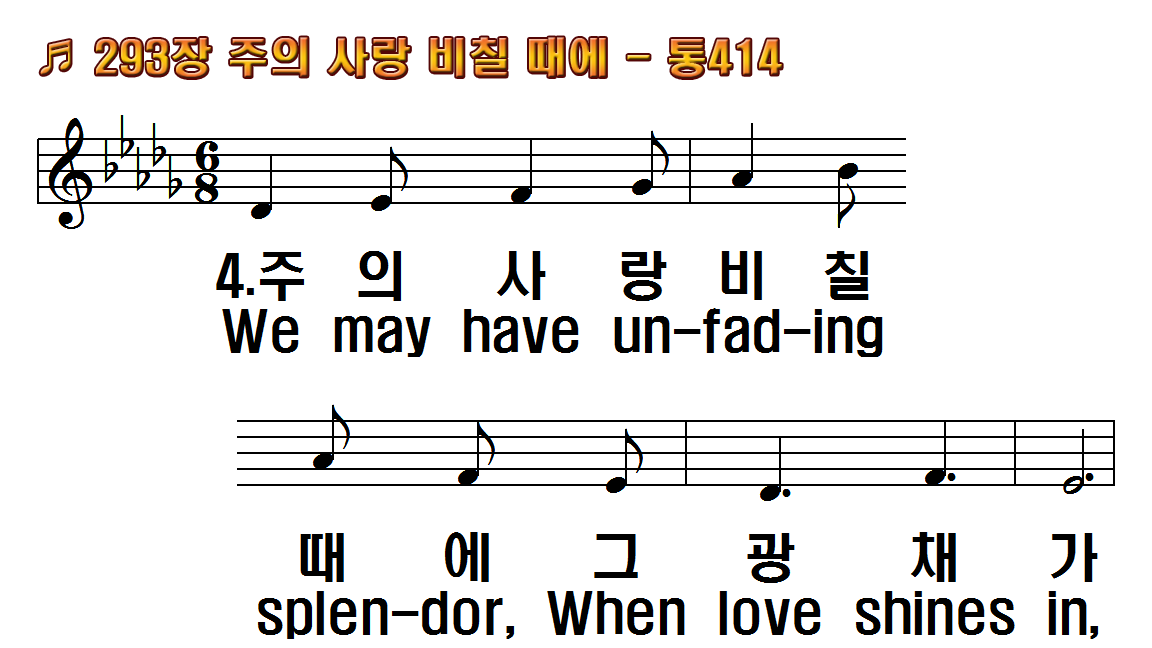 ♬ 293장 주의 사랑 비칠 때에 - 통414
6
8
4.주 의 사 랑 비 칠
We may have un-fad-ing
때 에 그 광 채 가
splen-dor, When love shines in,